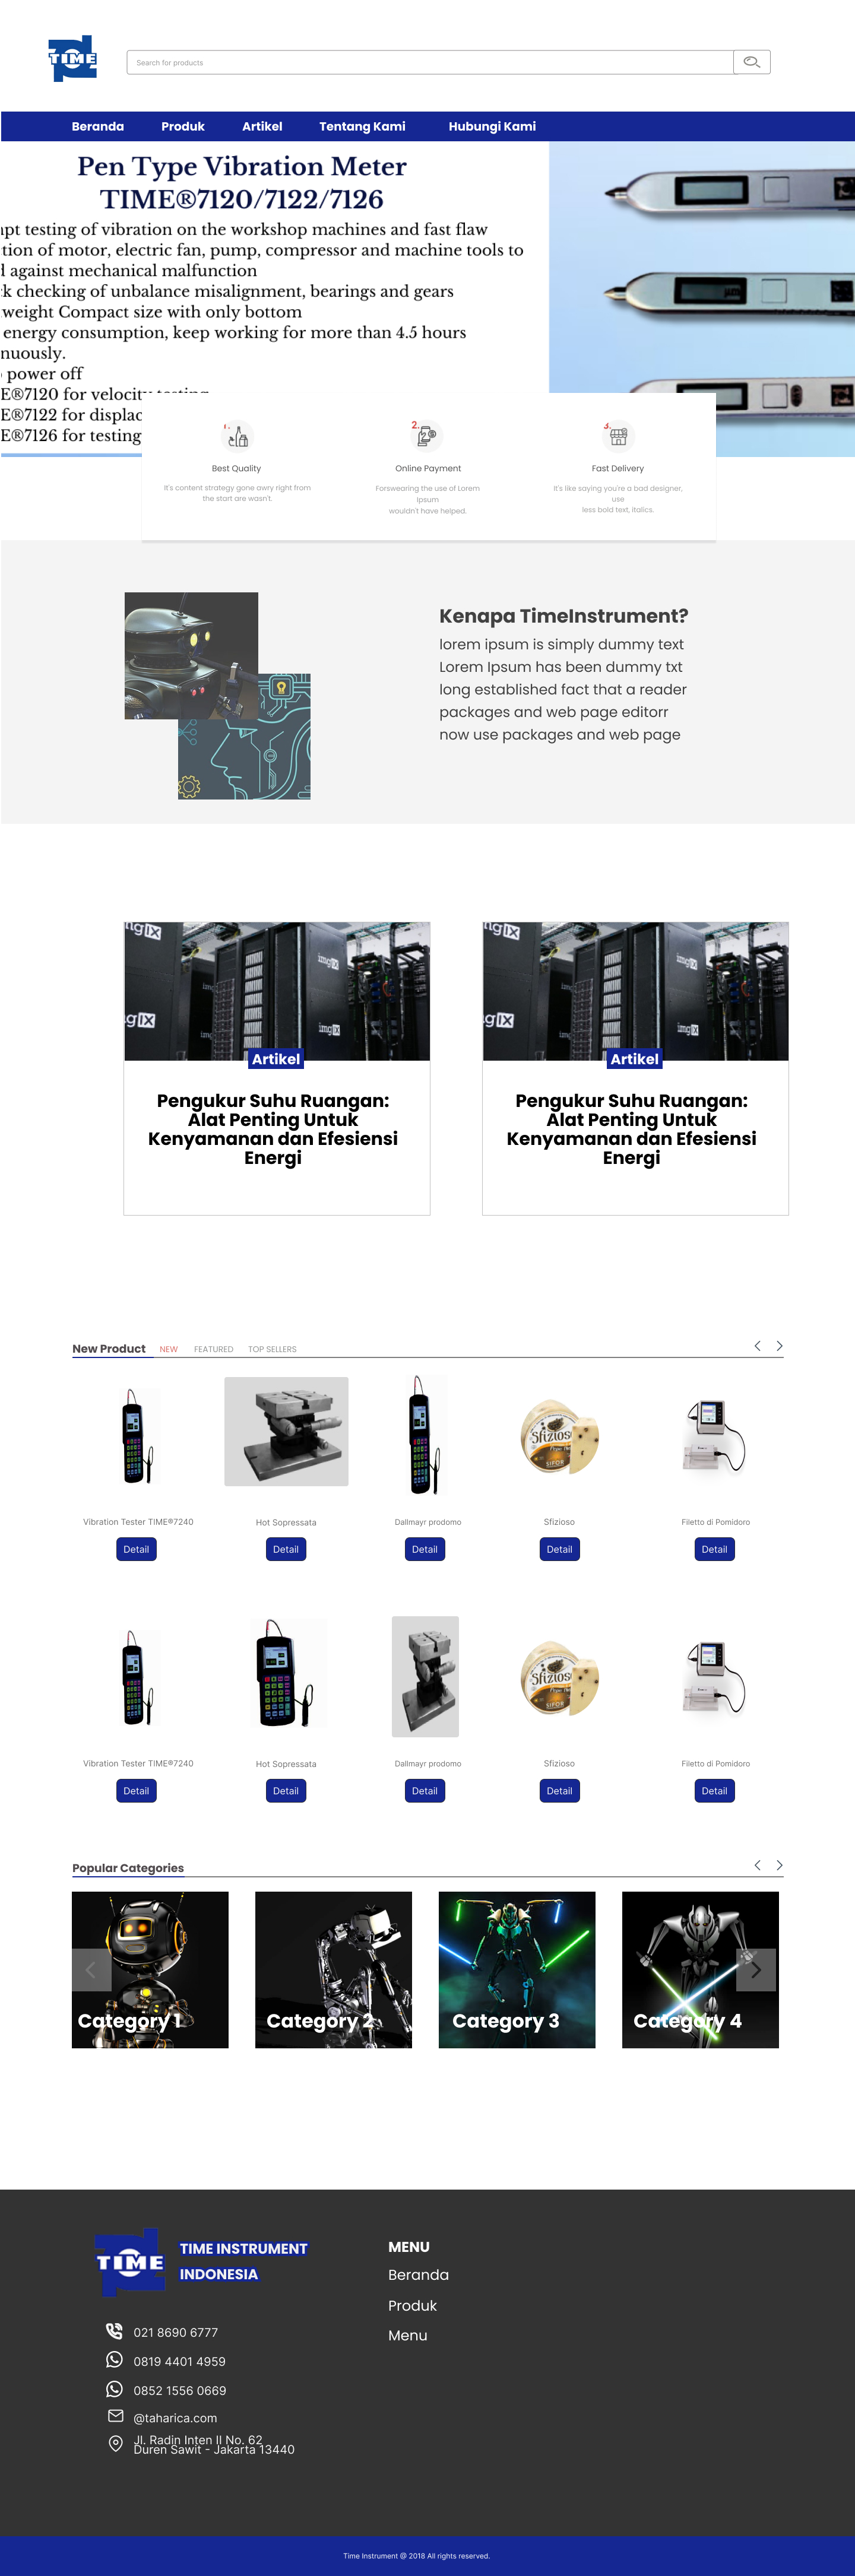 TIME
Search for products
Beranda Produk Artikel Tentang Kami Hubungi Kami
Pen Type Vibration Meter
TIME®7120/7122/7126
testing of vibration on the workshop machines and fast flaw
of motor, electric fan, pump, compressor and machine tools to
against mechanical malfunction
checking of unbalance misalignment, bearings and gears
weight Compact size with only bottom
energy consumption, keep working for more than 4.5 hours
nuously.
power off
E®7120 for velocity testing
E®7122 for displac
E®7126 for testing
1.
Best Quality
It's content strategy gone awry right from
the start are wasn't.
2.
Online Payment
Forswearing the use of Lorem
Ipsum
wouldn't have helped.
3.
Fast Delivery
It's like saying you're a bad designer,
use
less bold text, italics.
Kenapa TimeInstrument?
lorem ipsum is simply dummy text
Lorem Ipsum has been dummy txt
long established fact that a reader
packages and web page editor
now use packages and web page
imgIX
Artikel
Pengukur Suhu Ruangan:
Alat Penting Untuk
Kenyamanan dan Efesiensi
Energi
imgIX
Artikel
Pengukur Suhu Ruangan:
Alat Penting Untuk
Kenyamanan dan Efesiensi
Energi
New Product NEW FEATURED TOP SELLERS
Sfizioso
SIFOR
Vibration Tester TIME®7240 Hot Sopressata Dallmayr prodomo Sfizioso Filetto di Pomidoro
Detail Detail Detail Detail Detail
Sfizioso
SIFOR
Vibration Tester TIME®7240 Hot Sopressata Dallmayr prodomo Sfizioso Filetto di Pomidoro
Detail Detail Detail Detail Detail
Popular Categories
Category 1 Category 2 Category 3 Category 4
TIME
TIME INSTRUMENT
INDONESIA
021 8690 6777
0819 4401 4959
0852 1556 0669
@taharica.com
Jl. Radin Inten II No. 62
Duren Sawit - Jakarta 13440
MENU
Beranda
Produk
Menu
Time Instrument @ 2018 All rights reserved.